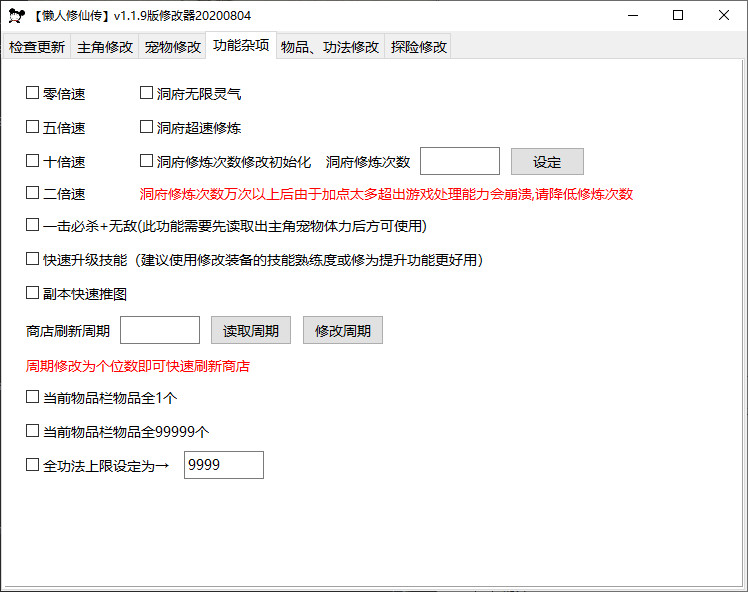 【懒人修仙传】v1.1.9版修改器20200804
检查更新 主角修改 宠物修改 功能杂项 物品、功法修改 探险修改
零倍速 洞府无限灵气
五倍速 洞府超速修炼
十倍速 洞府修炼次数修改初始化 洞府修炼次数 设定
二倍速 洞府修炼次数万次以上后由于加点太多超出游戏处理能力会崩溃,请降低修炼次数
一击必杀+无敌(此功能需要先读取出主角宠物体力后方可使用)
快速升级技能（建议使用修改装备的技能熟练度或修为提升功能更好用）
副本快速推图
商店刷新周期 读取周期 修改周期
周期修改为个位数即可快速刷新商店
当前物品栏物品全1个
当前物品栏物品全99999个
全功法上限设定为→ 9999